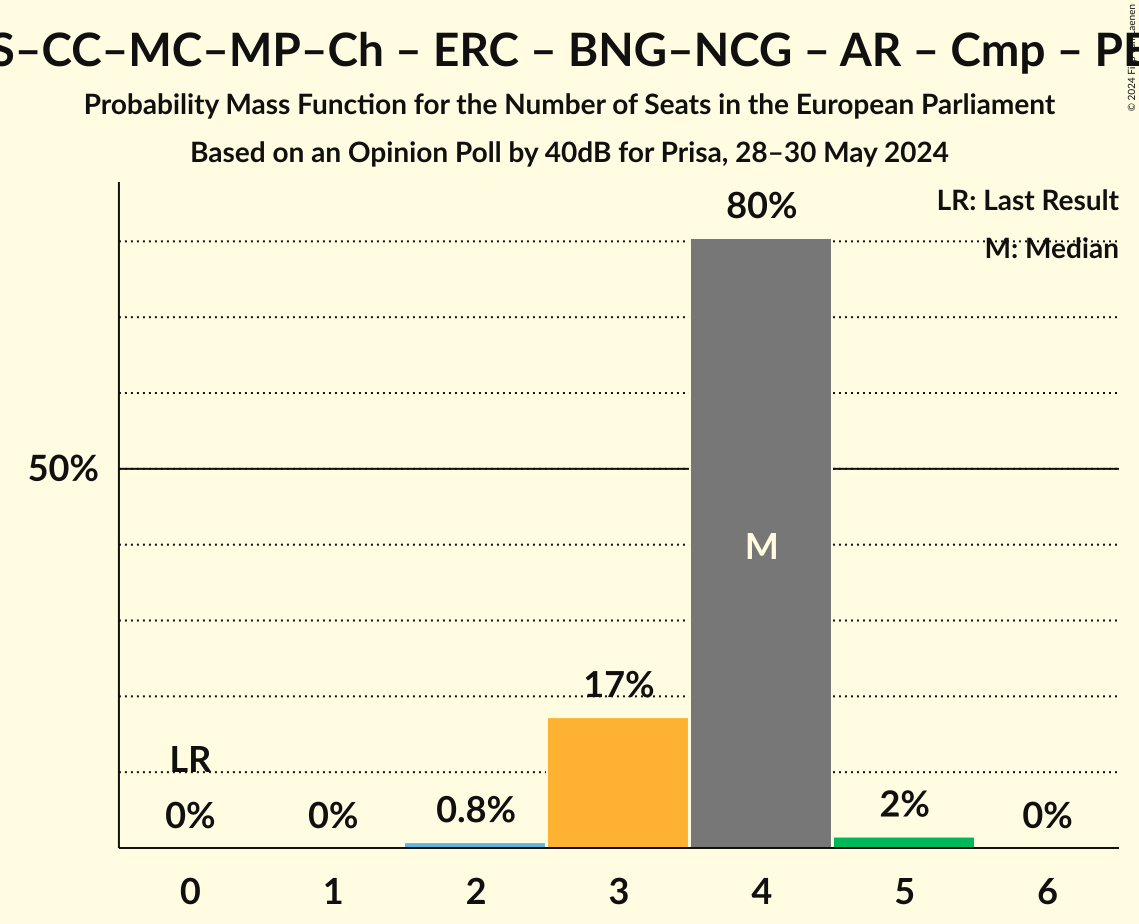 S–CC–MC–MP–Ch – ERC – BNG–NCG – AR – Cmp –
Probability Mass Function for the Number of Seats in the European Parliament
Based on an Opinion Poll by 40dB for Prisa, 28–30 May 2024
© 2024
LR: Last Result
M: Median
80%
50%
M
17%
LR
0%
0%
0.8%
2%
0%
0
1
2
3
4
5
6